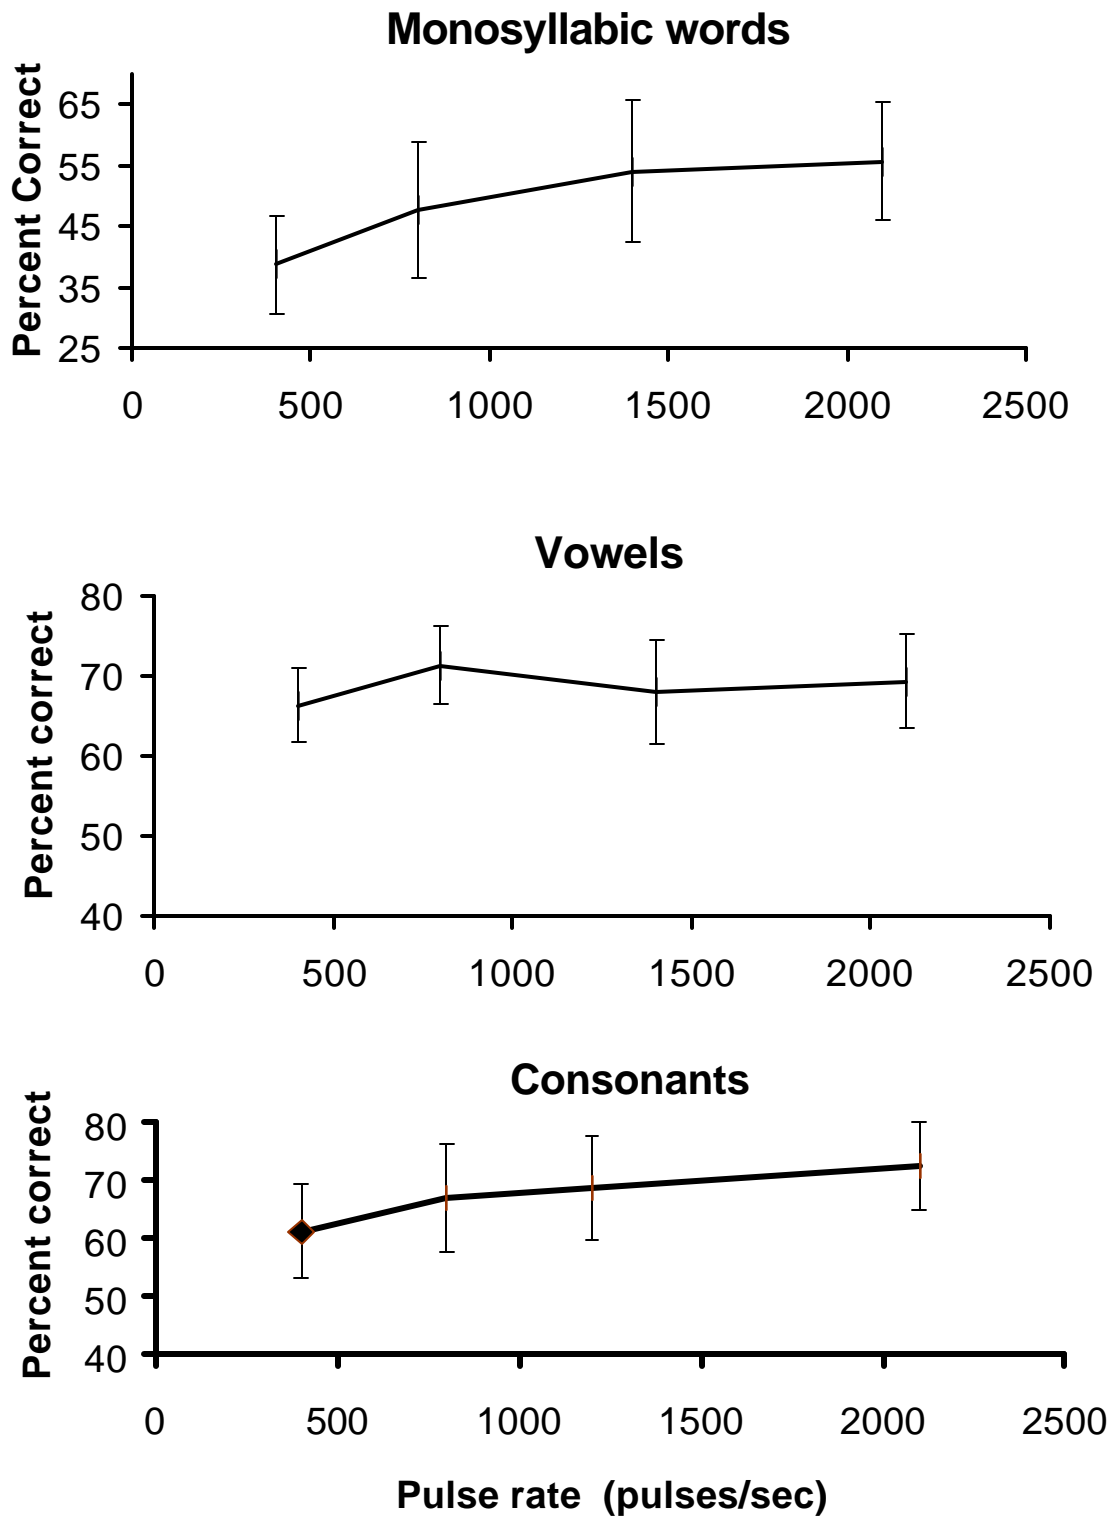 Monosyllabic words
Percent Correct
65
55
45
35
25
0 500 1000 1500 2000 2500
Vowels
Percent correct
80
70
60
50
40
0 500 1000 1500 2000 2500
Consonants
Percent correct
80
70
60
50
40
0 500 1000 1500 2000 2500
Pulse rate (pulses/sec)